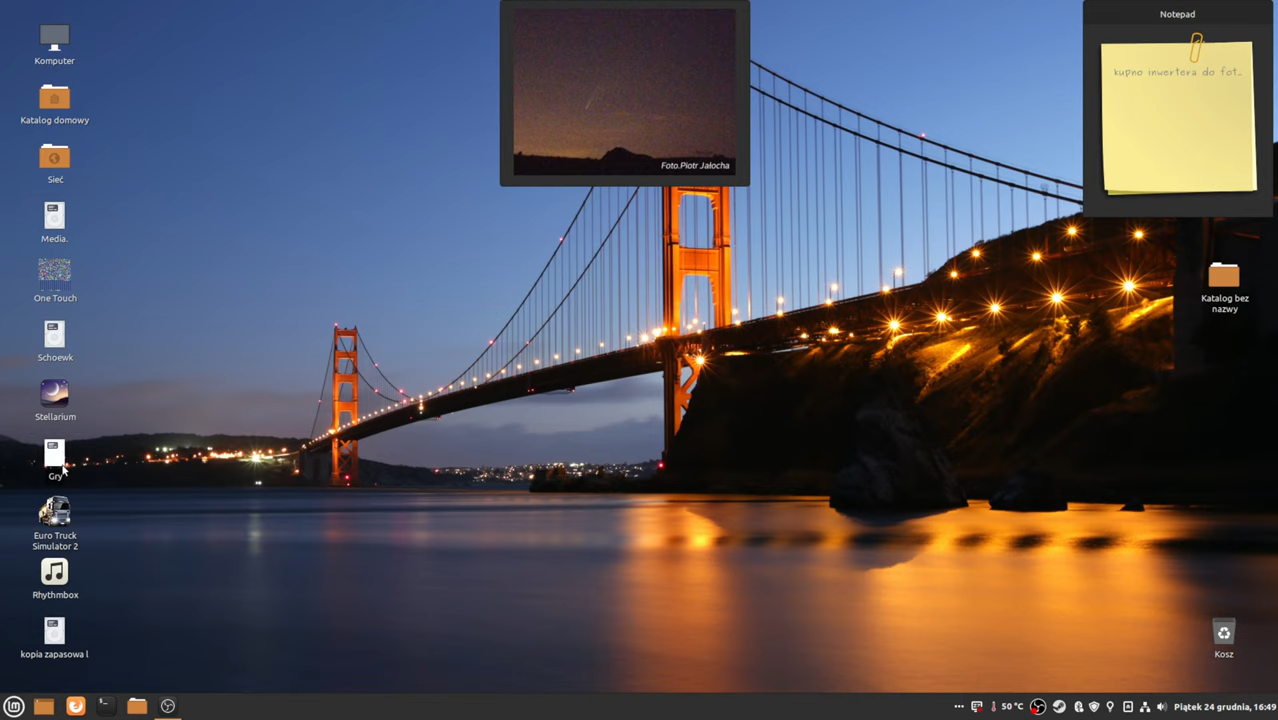 Komputer
Katalog domowy
Sieć
Media.
One Touch
Schoewk
Stellarium
Gry
Euro Truck
Simulator 2
Rhythmbox
kopia zapasowa l
Foto.Piotr Jałocha
Notepad
kupno inwertera do fot..
Katalog bez
nazwy
Kosz
50 °C
Piątek 24 grudnia, 16:49